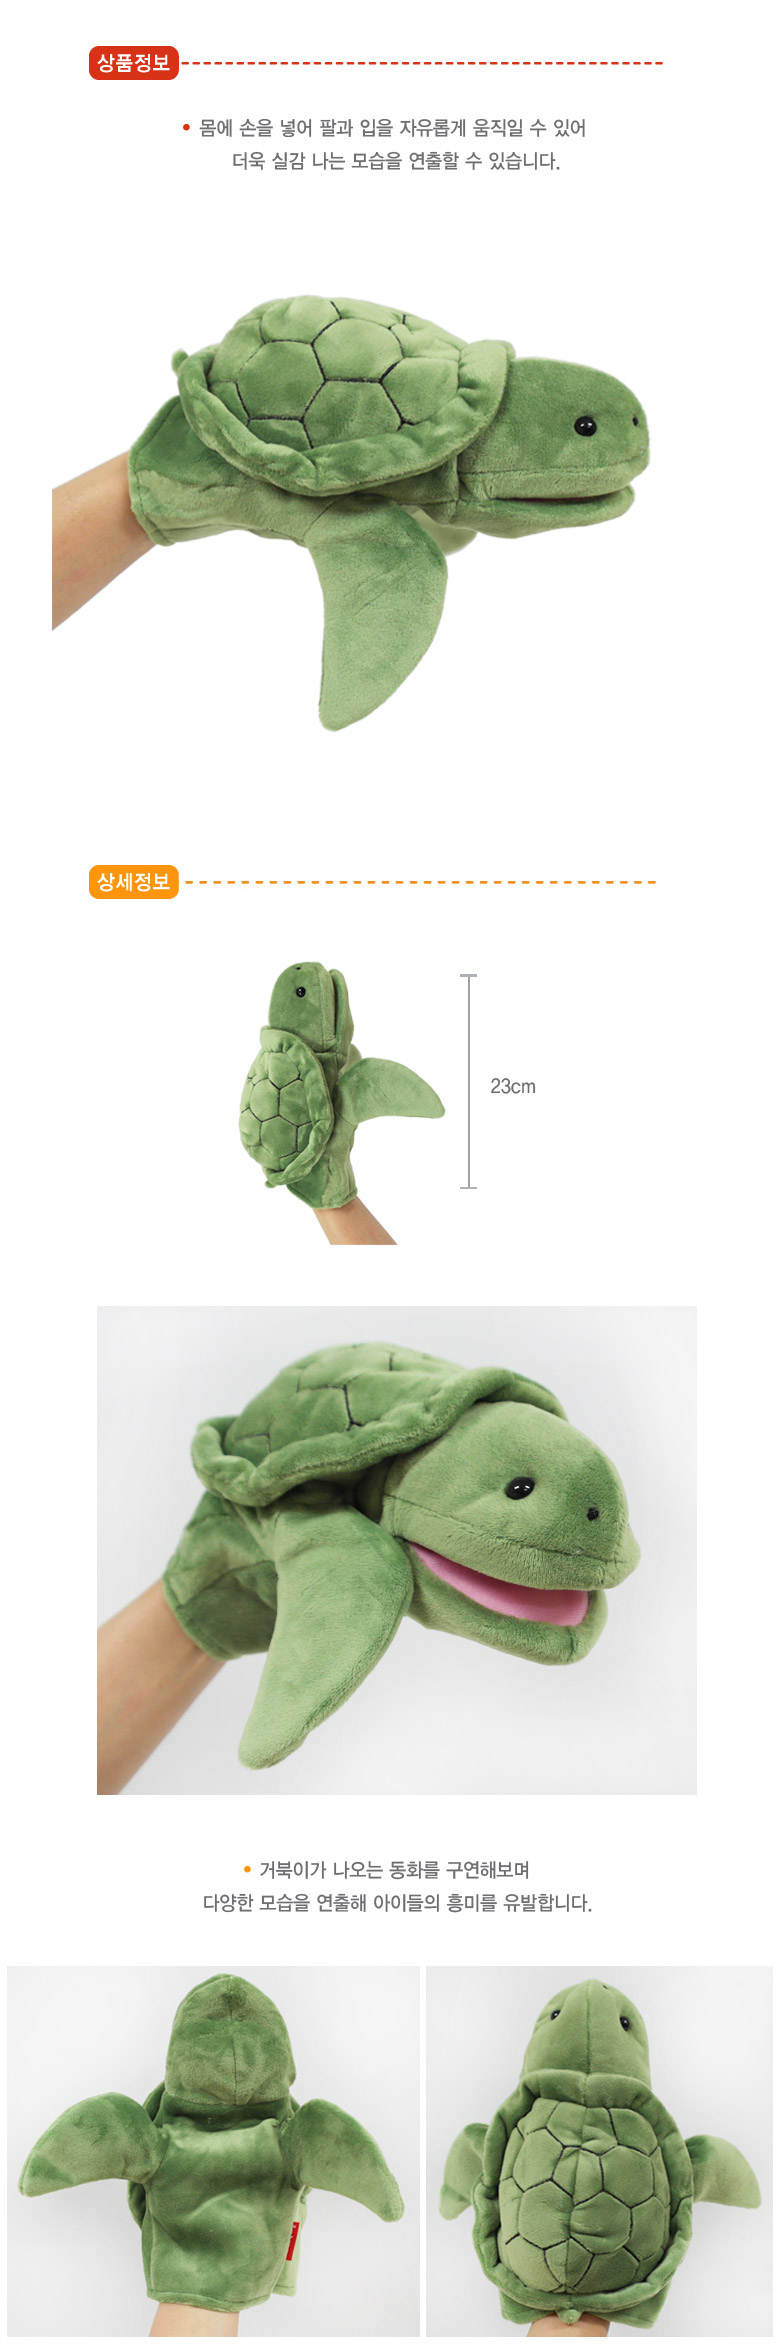 상품정보
• 몸에 손을 넣어 팔과 입을 자유롭게 움직일 수 있어
더욱 실감 나는 모습을 연출할 수 있습니다.
상세정보
23cm
• 거북이가 나오는 동화를 구연해보며
다양한 모습을 연출해 아이들의 흥미를 유발합니다.